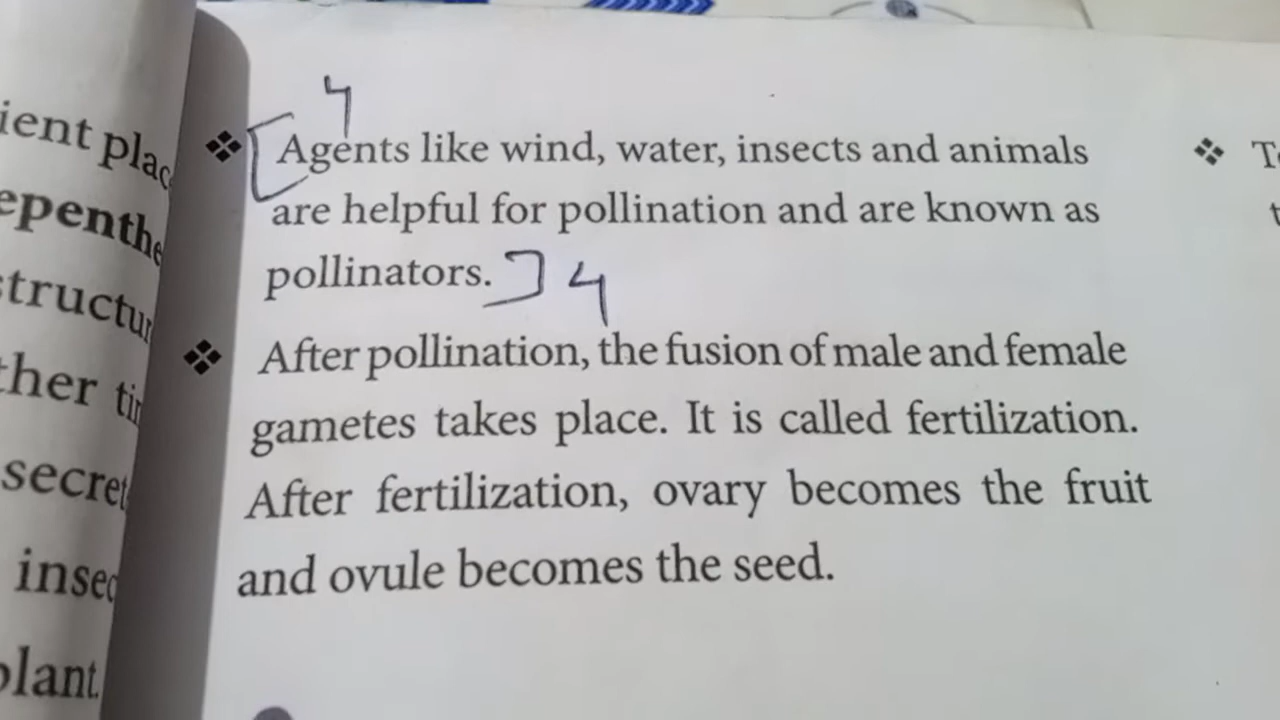 ient
epenthe
structu
ther
secret
insec
plant.
4
❖ Agents like wind, water, insects and animals
are helpful for pollination and are known as
pollinators. 4
❖ After pollination, the fusion of male and female
gametes takes place. It is called fertilization.
After fertilization, ovary becomes the fruit
and ovule becomes the seed.
❖